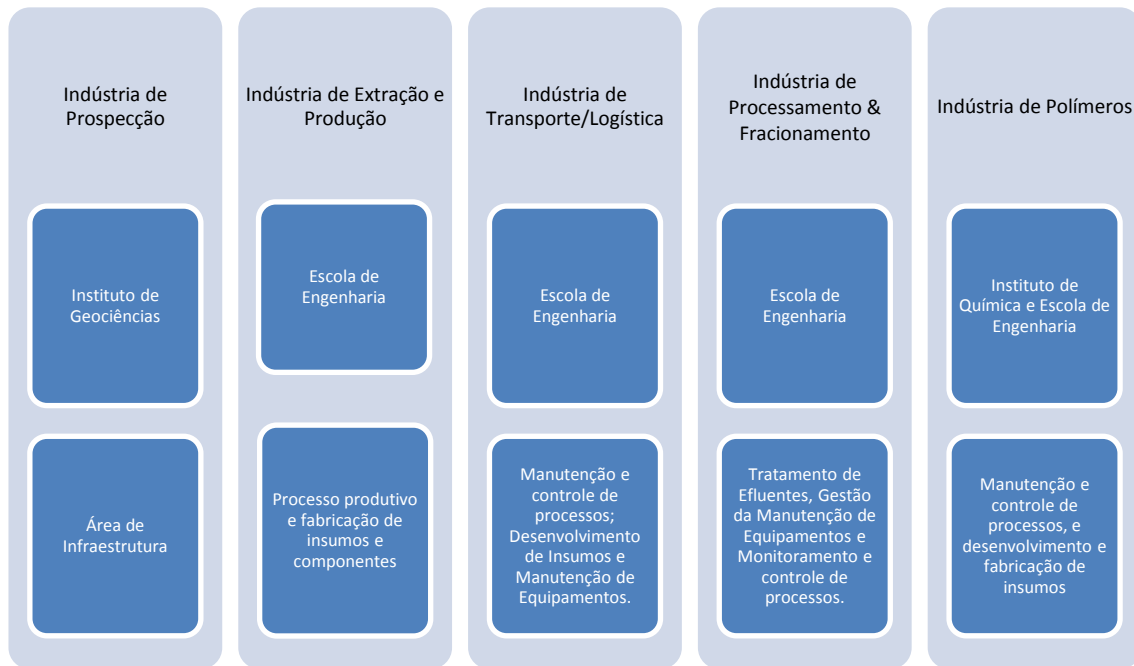 Indústria de
Prospecção
Instituto de
Geociências
Área de
Infraestrutura
Indústria de Extração e
Produção
Escola de
Engenharia
Processo produtivo
e fabricação de
insumos e
componentes
Indústria de
Transporte/Logística
Escola de
Engenharia
Manutenção e
controle de
processos;
Desenvolvimento
de Insumos e
Manutenção de
Equipamentos.
Indústria de
Processamento &
Fracionamento
Escola de
Engenharia
Tratamento de
Efluentes, Gestão
da Manutenção de
Equipamentos e
Monitoramento e
controle de
processos.
Indústria de Polímeros
Instituto de
Química e Escola de
Engenharia
Manutenção e
controle de
processos, e
desenvolvimento e
fabricação de
insumos